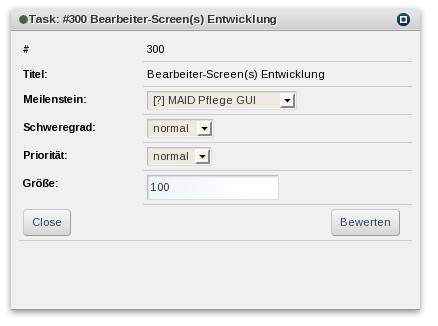 Task: #300 Bearbeiter-Screen(s) Entwicklung
# 300
Titel: Bearbeiter-Screen(s) Entwicklung
Meilenstein: [?] MAID Pflege GUI
Schweregrad: normal
Priorität: normal
Größe: 100
Close Bewerten